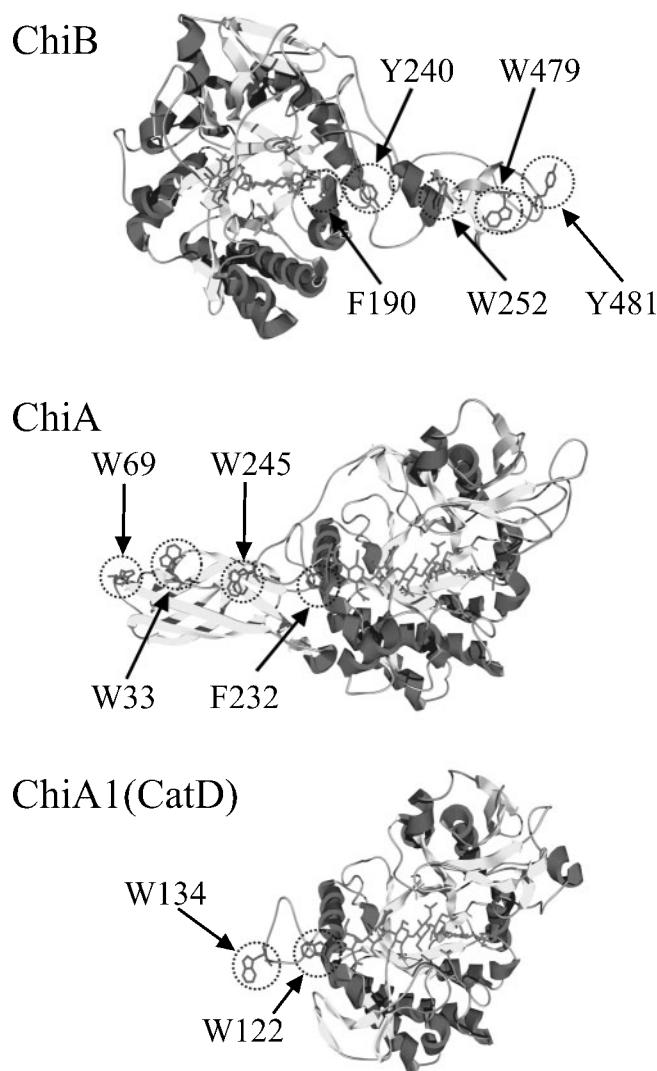 ChiB
Y240 W479
F190 W252 Y481
ChiA
W69 W245
W33 F232
ChiA1(CatD)
W134
W122